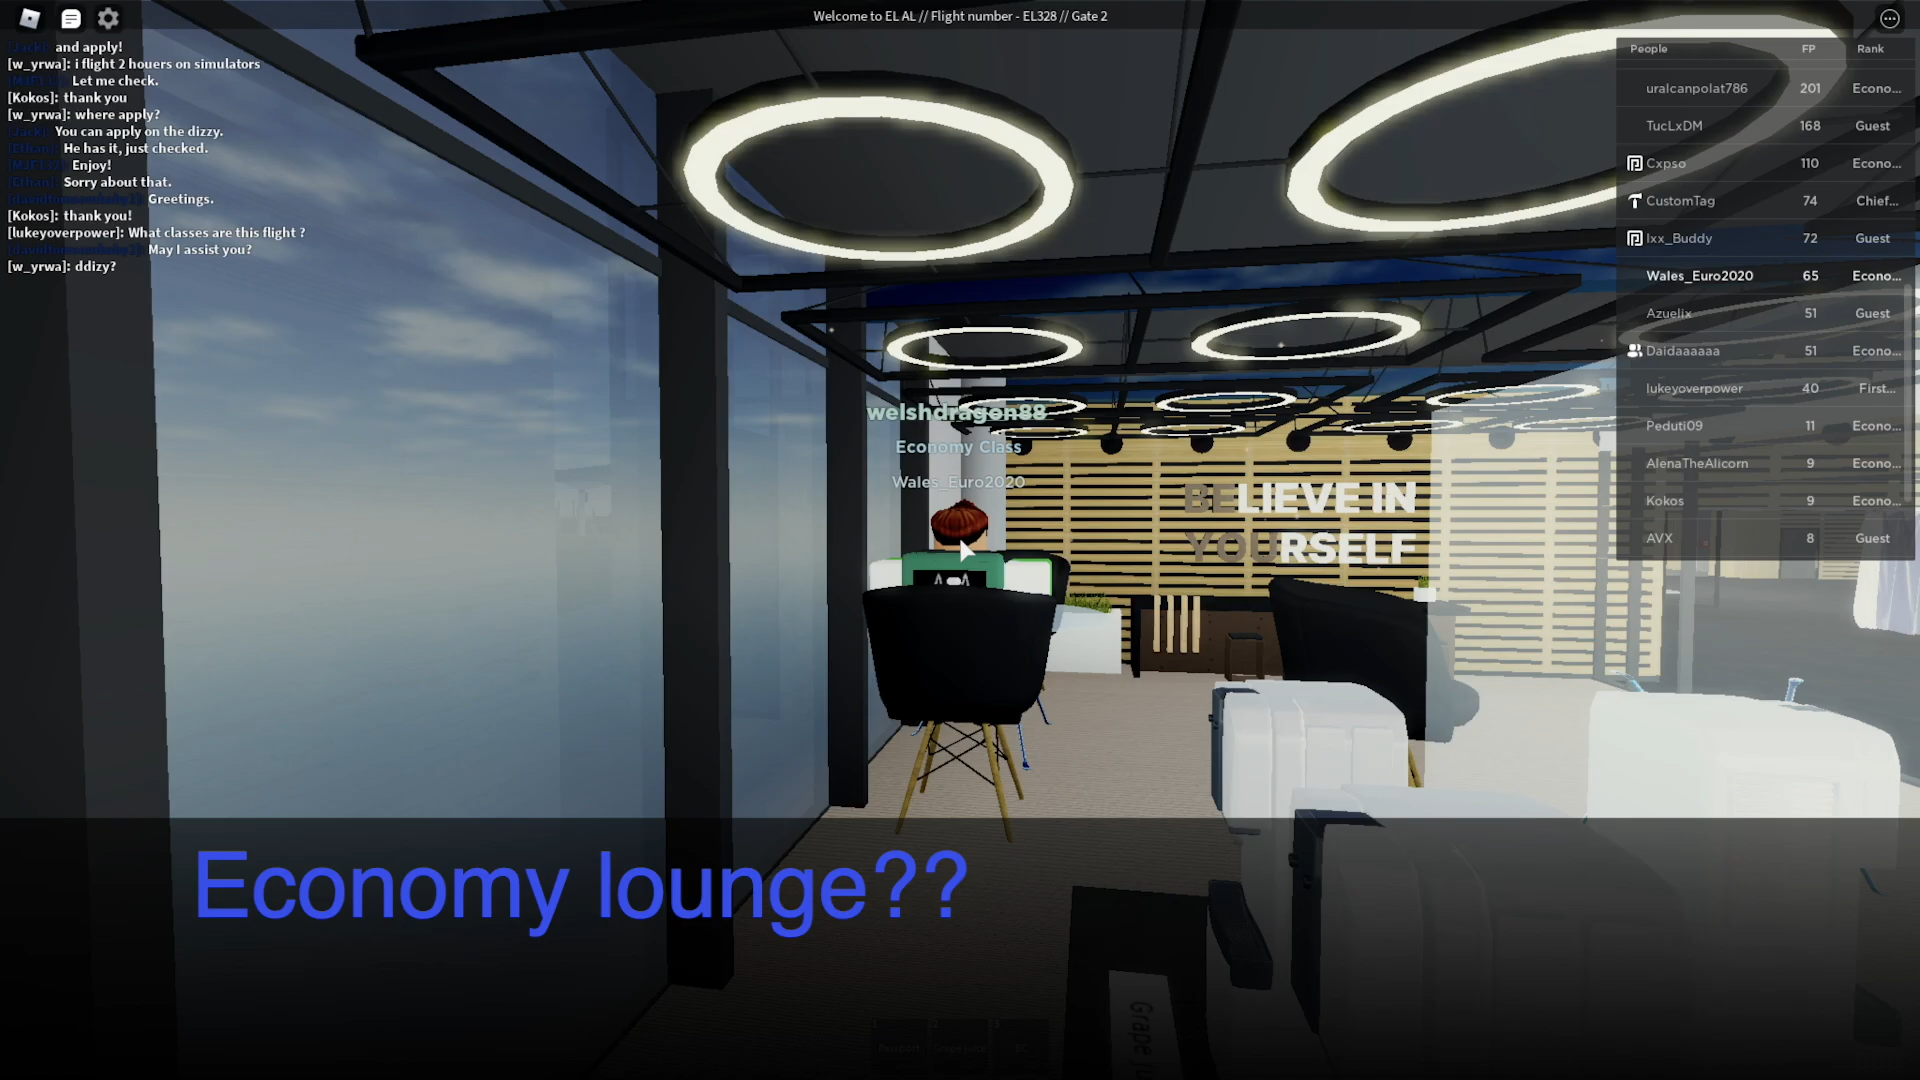 Welcome to EL AL // Flight number - EL328 // Gate 2
and apply!
[w_yrwa]: i flight 2 houers on simulators
Let me check.
[Kokos]: thank you
[w_yrwa]: where apply?
[Jack]: You can apply on the dizzy.
[Ethan]: He has it, just checked.
Enjoy!
[Ethan]: Sorry about that.
Greetings.
[Kokos]: thank you!
[lukeyoverpower]: What classes are this flight ?
May I assist you?
[w_yrwa]: ddizy?
People FP Rank
uralcanpolat786 201 Econo...
TucLxDM 168 Guest
Cxpso 110 Econo...
CustomTag 74 Chief...
Ixx_Buddy 72 Guest
Wales_Euro2020 65 Econo...
Azuelix 51 Guest
Daidaaaaaa 51 Econo...
lukeyoverpower 40 First...
Peduti09 11 Econo...
AlenaTheAlicorn 9 Econo...
Kokos 9 Econo...
AVX 8 Guest
welshdragon88
Economy Class
Wales_Euro2020
BELIEVE IN
YOURSELF
Economy lounge??
Grape